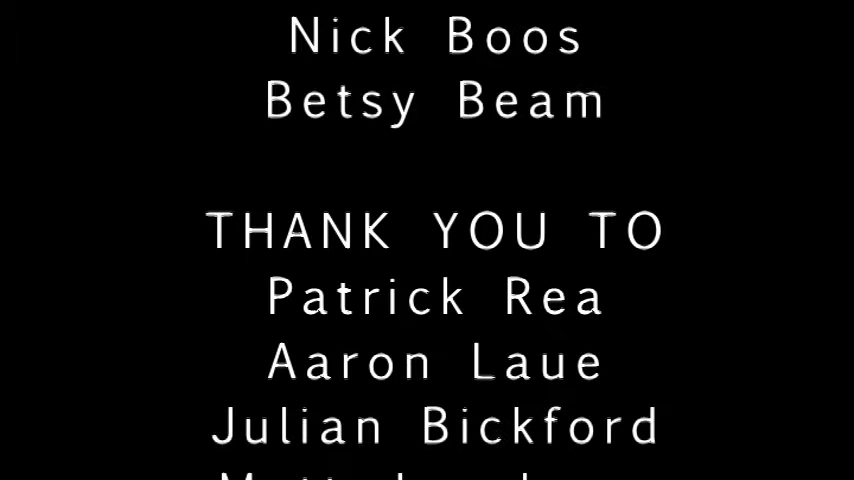 Nick Boos
Betsy Beam
THANK YOU TO
Patrick Rea
Aaron Laue
Julian Bickford